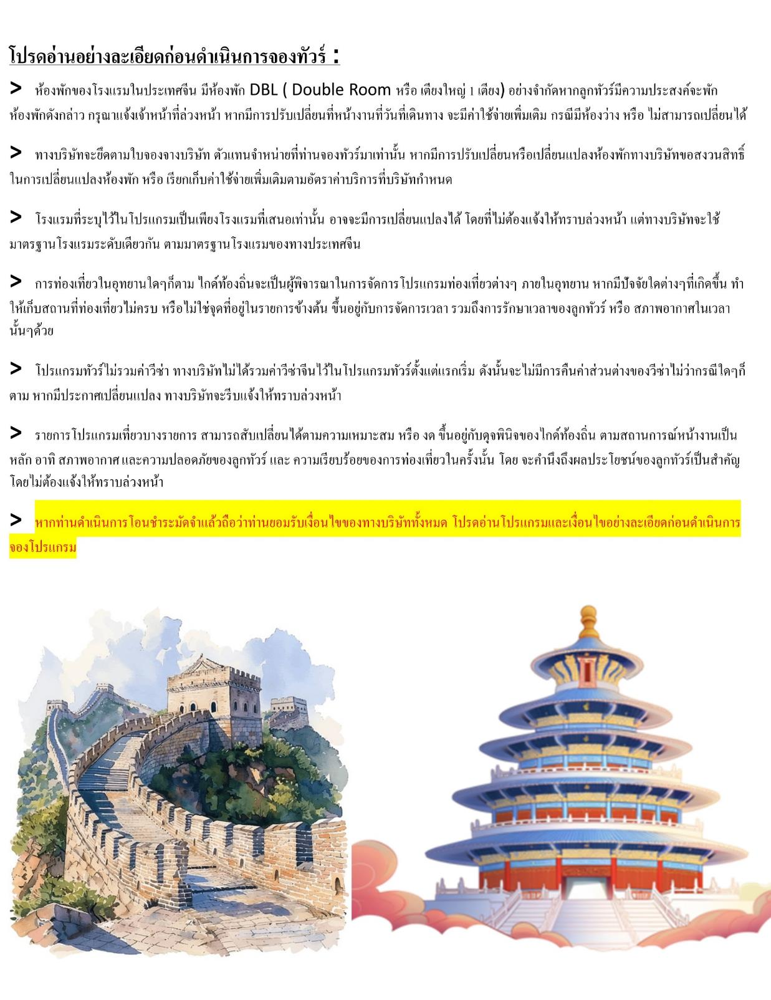 โปรดอ่านอย่างละเอียดก่อนดำเนินการจองทัวร์ :
> ห้องพักของโรงแรมในประเทศจีน มีห้องพัก DBL ( Double Room หรือ เตียงใหญ่ 1 เตียง) อย่างจำกัดหากลูกทัวร์มีความประสงค์จะพัก
ห้องพักดังกล่าว กรุณาแจ้งเจ้าหน้าที่ล่วงหน้า หากมีการปรับเปลี่ยนที่หน้างานที่วันที่เดินทาง จะมีค่าใช้จ่ายเพิ่มเติม กรณีมีห้องว่าง หรือ ไม่สามารถเปลี่ยนได้
> ทางบริษัทจะยึดตามใบจองจางบริษัท ตัวแทนจำหน่ายที่ท่านจองทัวร์มาเท่านั้น หากมีการปรับเปลี่ยนหรือเปลี่ยนแปลงห้องพักทางบริษัทขอสงวนสิทธิ์
ในการเปลี่ยนแปลงห้องพัก หรือ เรียกเก็บค่าใช้จ่ายเพิ่มเติมตามอัตราค่าบริการที่บริษัทกำหนด
> โรงแรมที่ระบุไว้ในโปรแกรมเป็นเพียงโรงแรมที่เสนอเท่านั้น อาจจะมีการเปลี่ยนแปลงได้ โดยที่ไม่ต้องแจ้งให้ทราบล่วงหน้า แต่ทางบริษัทจะใช้
มาตรฐานโรงแรมระดับเดียวกัน ตามมาตรฐานโรงแรมของทางประเทศจีน
> การท่องเที่ยวในอุทยานใดๆก็ตาม ไกด์ท้องถิ่นจะเป็นผู้พิจารณาในการจัดการโปรแกรมท่องเที่ยวต่างๆ ภายในอุทยาน หากมีปัจจัยใดต่างๆที่เกิดขึ้น ทำ
ให้เก็บสถานที่ท่องเที่ยวไม่ครบ หรือไม่ใช่จุดที่อยู่ในรายการข้างต้น ขึ้นอยู่กับการจัดการเวลา รวมถึงการรักษาเวลาของลูกทัวร์ หรือ สภาพอากาศในเวลา
นั้นๆด้วย
> โปรแกรมทัวร์ไม่รวมค่าวีซ่า ทางบริษัทไม่ได้รวมค่าวีซ่าจีนไว้ในโปรแกรมทัวร์ตั้งแต่แรกเริ่ม ดังนั้นจะไม่มีการคืนค่าส่วนต่างของวีซ่าไม่ว่ากรณีใดๆก็
ตาม หากมีประกาศเปลี่ยนแปลง ทางบริษัทจะรีบแจ้งให้ทราบล่วงหน้า
> รายการโปรแกรมเที่ยวบางรายการ สามารถสับเปลี่ยนได้ตามความเหมาะสม หรือ งด ขึ้นอยู่กับดุจพินิจของไกด์ท้องถิ่น ตามสถานการณ์หน้างานเป็น
หลัก อาทิ สภาพอากาศ และความปลอดภัยของลูกทัวร์ และ ความเรียบร้อยของการท่องเที่ยวในครั้งนั้น โดย จะคำนึงถึงผลประโยชน์ของลูกทัวร์เป็นสำคัญ
โดยไม่ต้องแจ้งให้ทราบล่วงหน้า
> หากท่านดำเนินการโอนชำระมัดจำแล้วถือว่าท่านยอมรับเงื่อนไขของทางบริษัททั้งหมด โปรดอ่านโปรแกรมและเงื่อนไขอย่างละเอียดก่อนดำเนินการ
จองโปรแกรม